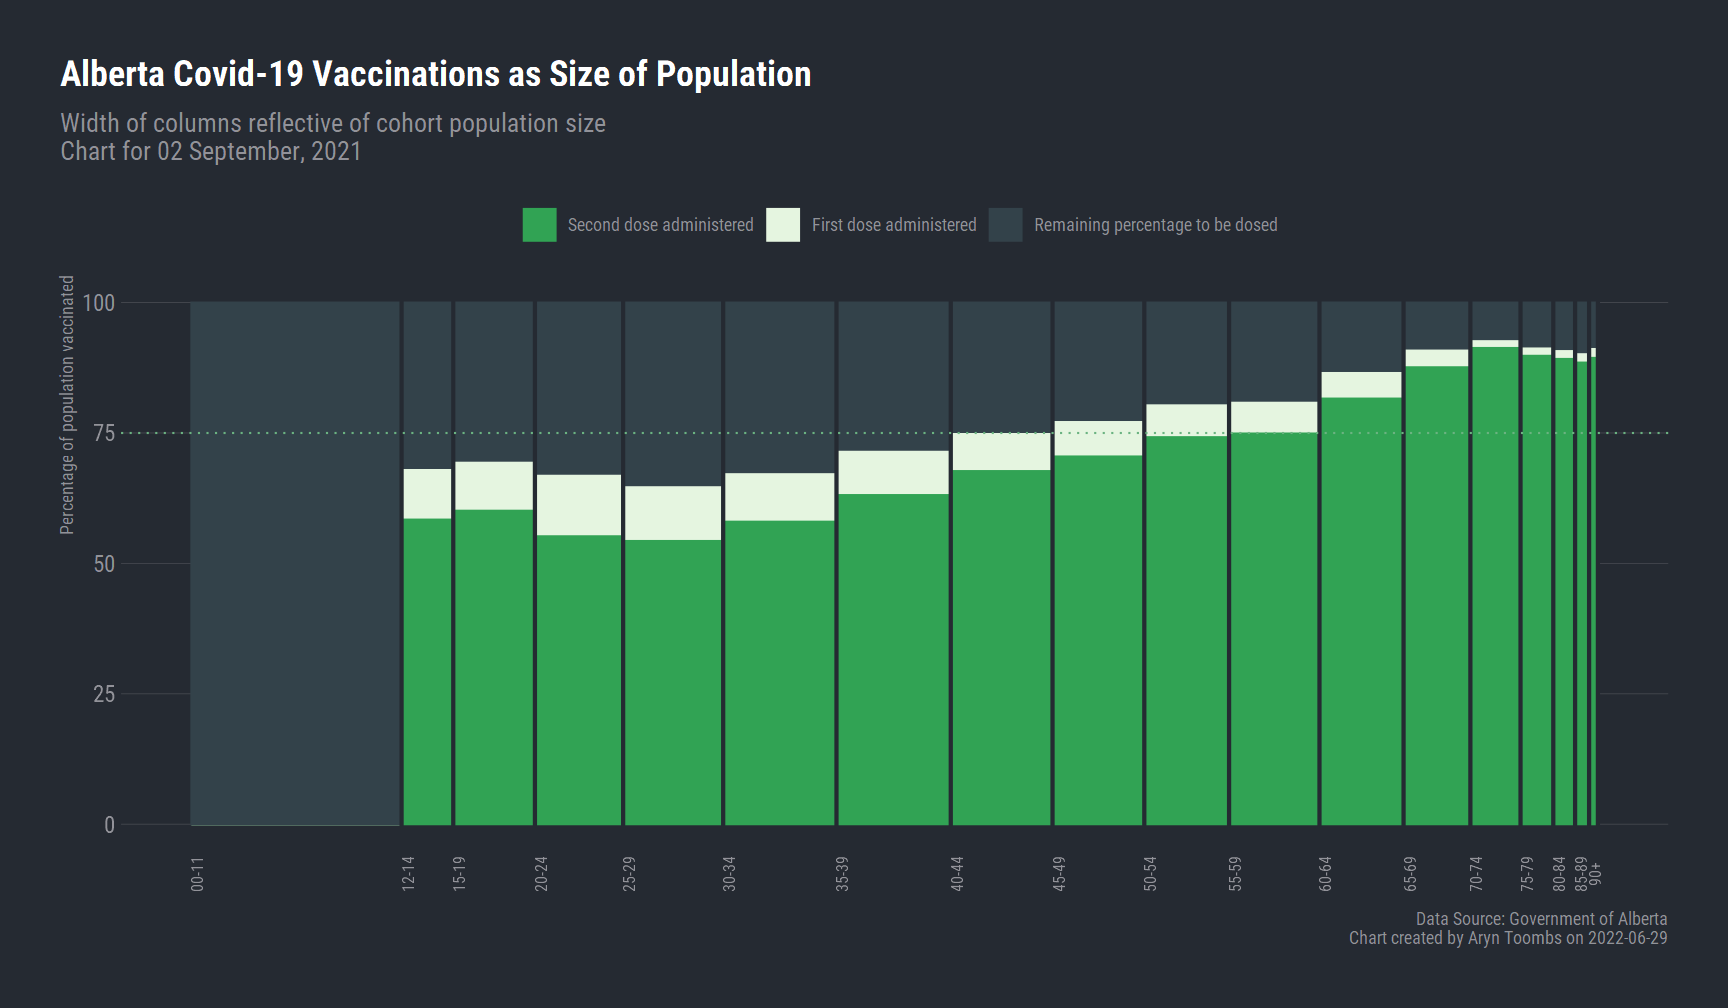 Alberta Covid-19 Vaccinations as Size of Population
Width of columns reflective of cohort population size
Chart for 02 September, 2021
Second dose administered
First dose administered
Remaining percentage to be dosed
Percentage of population vaccinated
100
75
50
25
0
00-11
12-14
15-19
20-24
25-29
30-34
35-39
40-44
45-49
50-54
55-59
60-64
65-69
70-74
75-79
80-84
85-89
90+
Data Source: Government of Alberta
Chart created by Aryn Toombs on 2022-06-29